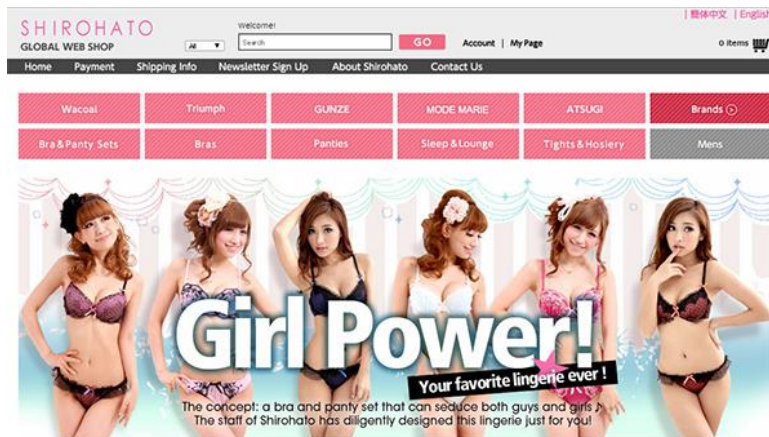 | 簡体中文 | English
SHIROHATO
GLOBAL WEB SHOP
Welcome!
All ▼ Search GO Account | My Page 0 items
Home Payment Shipping Info Newsletter Sign Up About Shirohato Contact Us
Wacoal Triumph GUNZE MODE MARIE ATSUGI Brands
Bra & Panty Sets Bras Panties Sleep & Lounge Tights & Hosiery Mens
Girl Power!
Your favorite lingerie ever !
The concept: a bra and panty set that can seduce both guys and girls ♪
The staff of Shirohato has diligently designed this lingerie just for you!